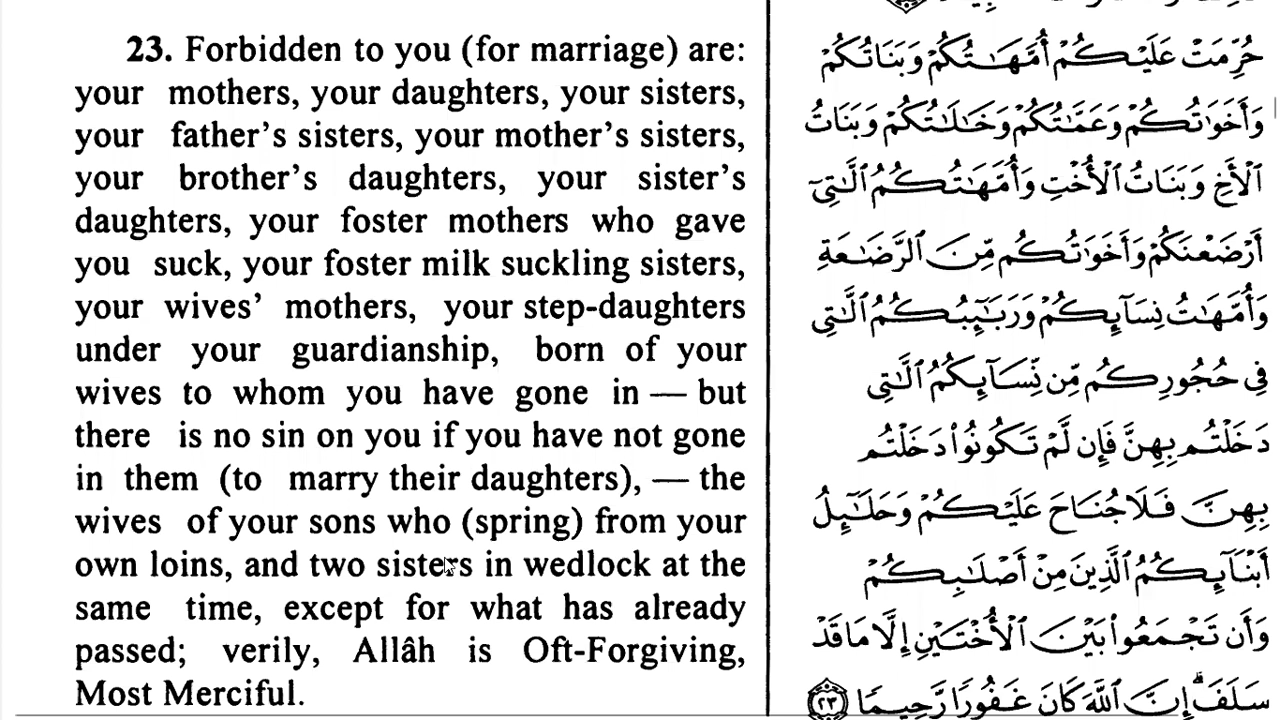 23. Forbidden to you (for marriage) are:
your mothers, your daughters, your sisters,
your father's sisters, your mother's sisters,
your brother's daughters, your sister's
daughters, your foster mothers who gave
you suck, your foster milk suckling sisters,
your wives' mothers, your step-daughters
under your guardianship, born of your
wives to whom you have gone in — but
there is no sin on you if you have not gone
in them (to marry their daughters), — the
wives of your sons who (spring) from your
own loins, and two sisters in wedlock at the
same time, except for what has already
passed; verily, Allâh is Oft-Forgiving,
Most Merciful.
حُرِّمَتْ عَلَيْكُمْ أُمَّهَـٰتُكُمْ وَبَنَاتُكُمْ
وَأَخَوَٰتُكُمْ وَعَمَّـٰتُكُمْ وَخَـٰلَـٰتُكُمْ وَبَنَاتُ
ٱلْأَخِ وَبَنَاتُ ٱلْأُخْتِ وَأُمَّهَـٰتُكُمُ ٱلَّـٰتِىٓ
أَرْضَعْنَكُمْ وَأَخَوَٰتُكُم مِّنَ ٱلرَّضَـٰعَةِ
وَأُمَّهَـٰتُ نِسَآئِكُمْ وَرَبَـٰٓئِبُكُمُ ٱلَّـٰتِى
فِى حُجُورِكُم مِّن نِّسَآئِكُمُ ٱلَّـٰتِى
دَخَلْتُم بِهِنَّ فَإِن لَّمْ تَكُونُوا۟ دَخَلْتُم
بِهِنَّ فَلَا جُنَاحَ عَلَيْكُمْ وَحَلَـٰٓئِلُ
أَبْنَآئِكُمُ ٱلَّذِينَ مِنْ أَصْلَـٰبِكُمْ
وَأَن تَجْمَعُوا۟ بَيْنَ ٱلْأُخْتَيْنِ إِلَّا مَا قَدْ
سَلَفَ ۗ إِنَّ ٱللَّهَ كَانَ غَفُورًا رَّحِيمًا ٢٣